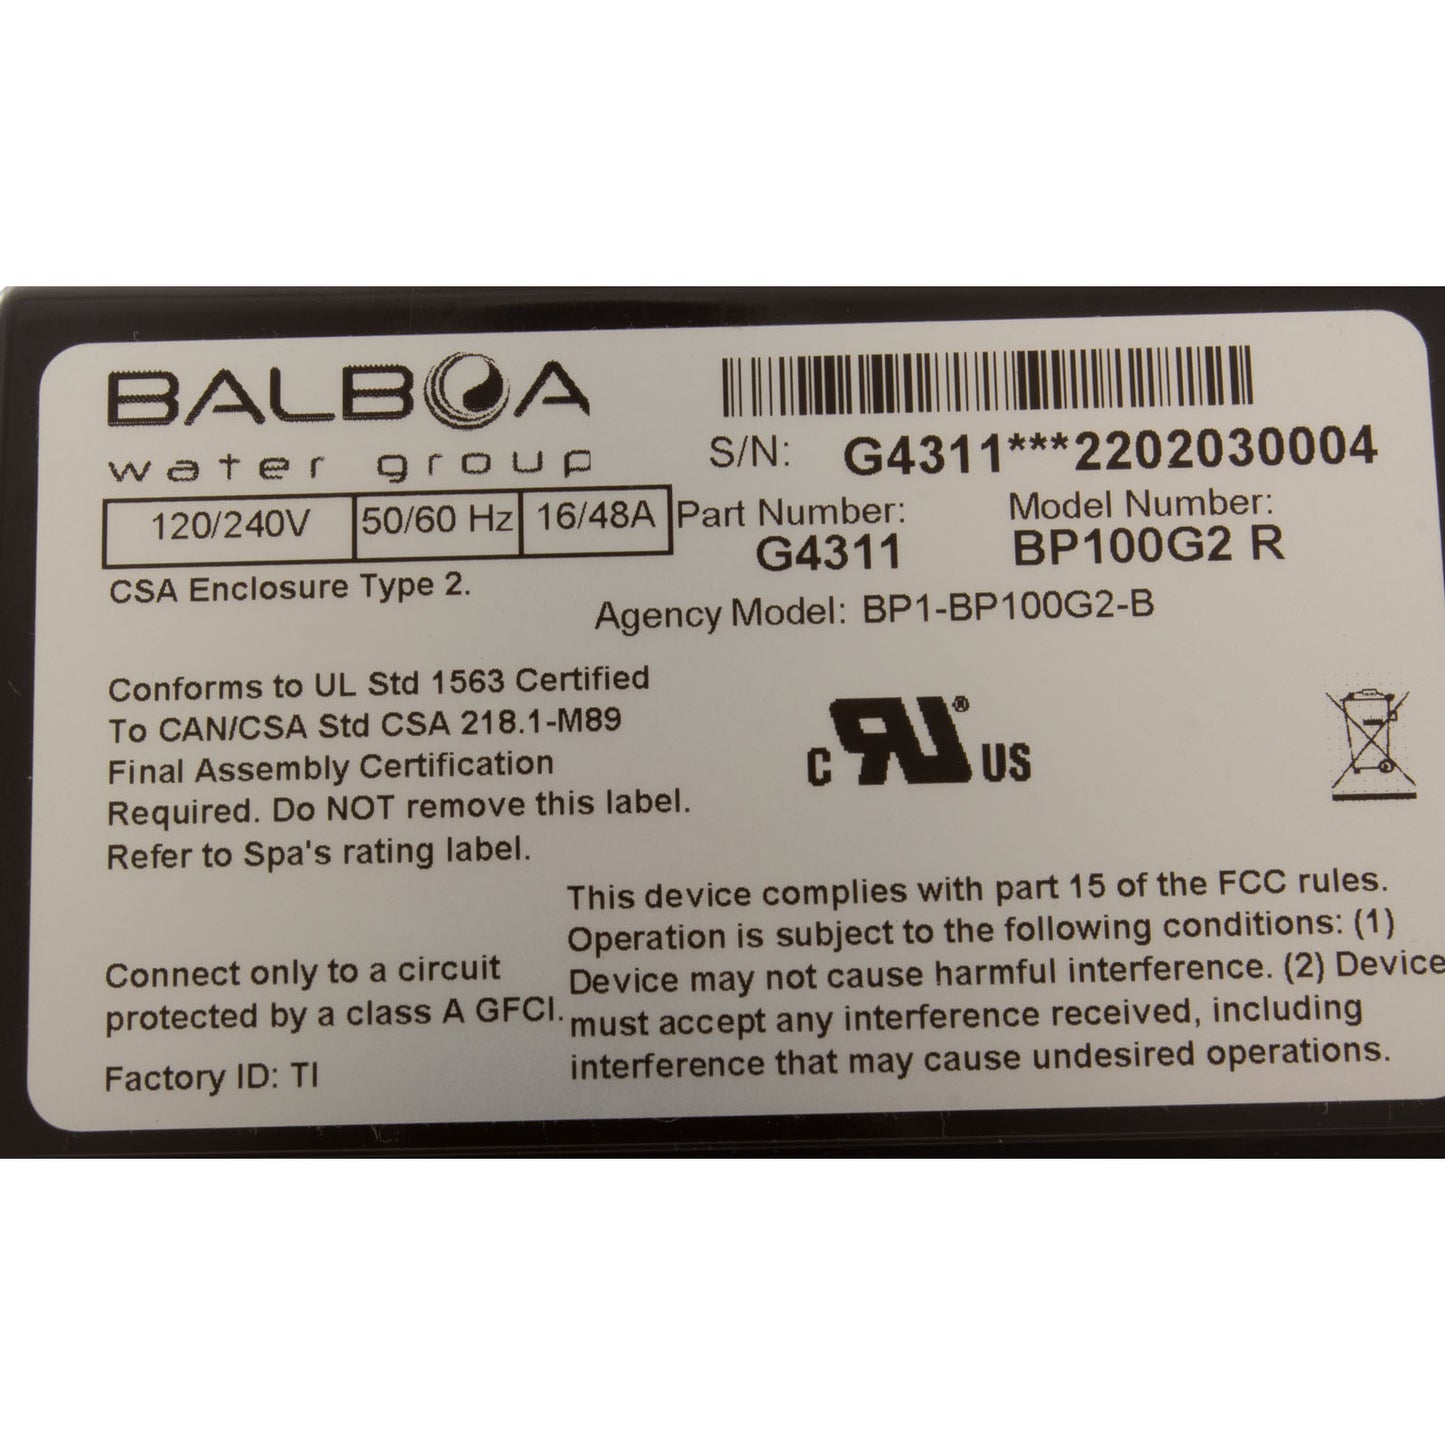 BALBOA
water group
S/N: G4311***2202030004
120/240V 50/60 Hz 16/48A
Part Number:
G4311
Model Number:
BP100G2 R
CSA Enclosure Type 2.
Agency Model: BP1-BP100G2-B
Conforms to UL Std 1563 Certified
To CAN/CSA Std CSA 218.1-M89
Final Assembly Certification
Required. Do NOT remove this label.
Refer to Spa's rating label.
C RU® US
Connect only to a circuit
protected by a class A GFCI.
Factory ID: TI
This device complies with part 15 of the FCC rules.
Operation is subject to the following conditions: (1)
Device may not cause harmful interference. (2) Device
must accept any interference received, including
interference that may cause undesired operations.